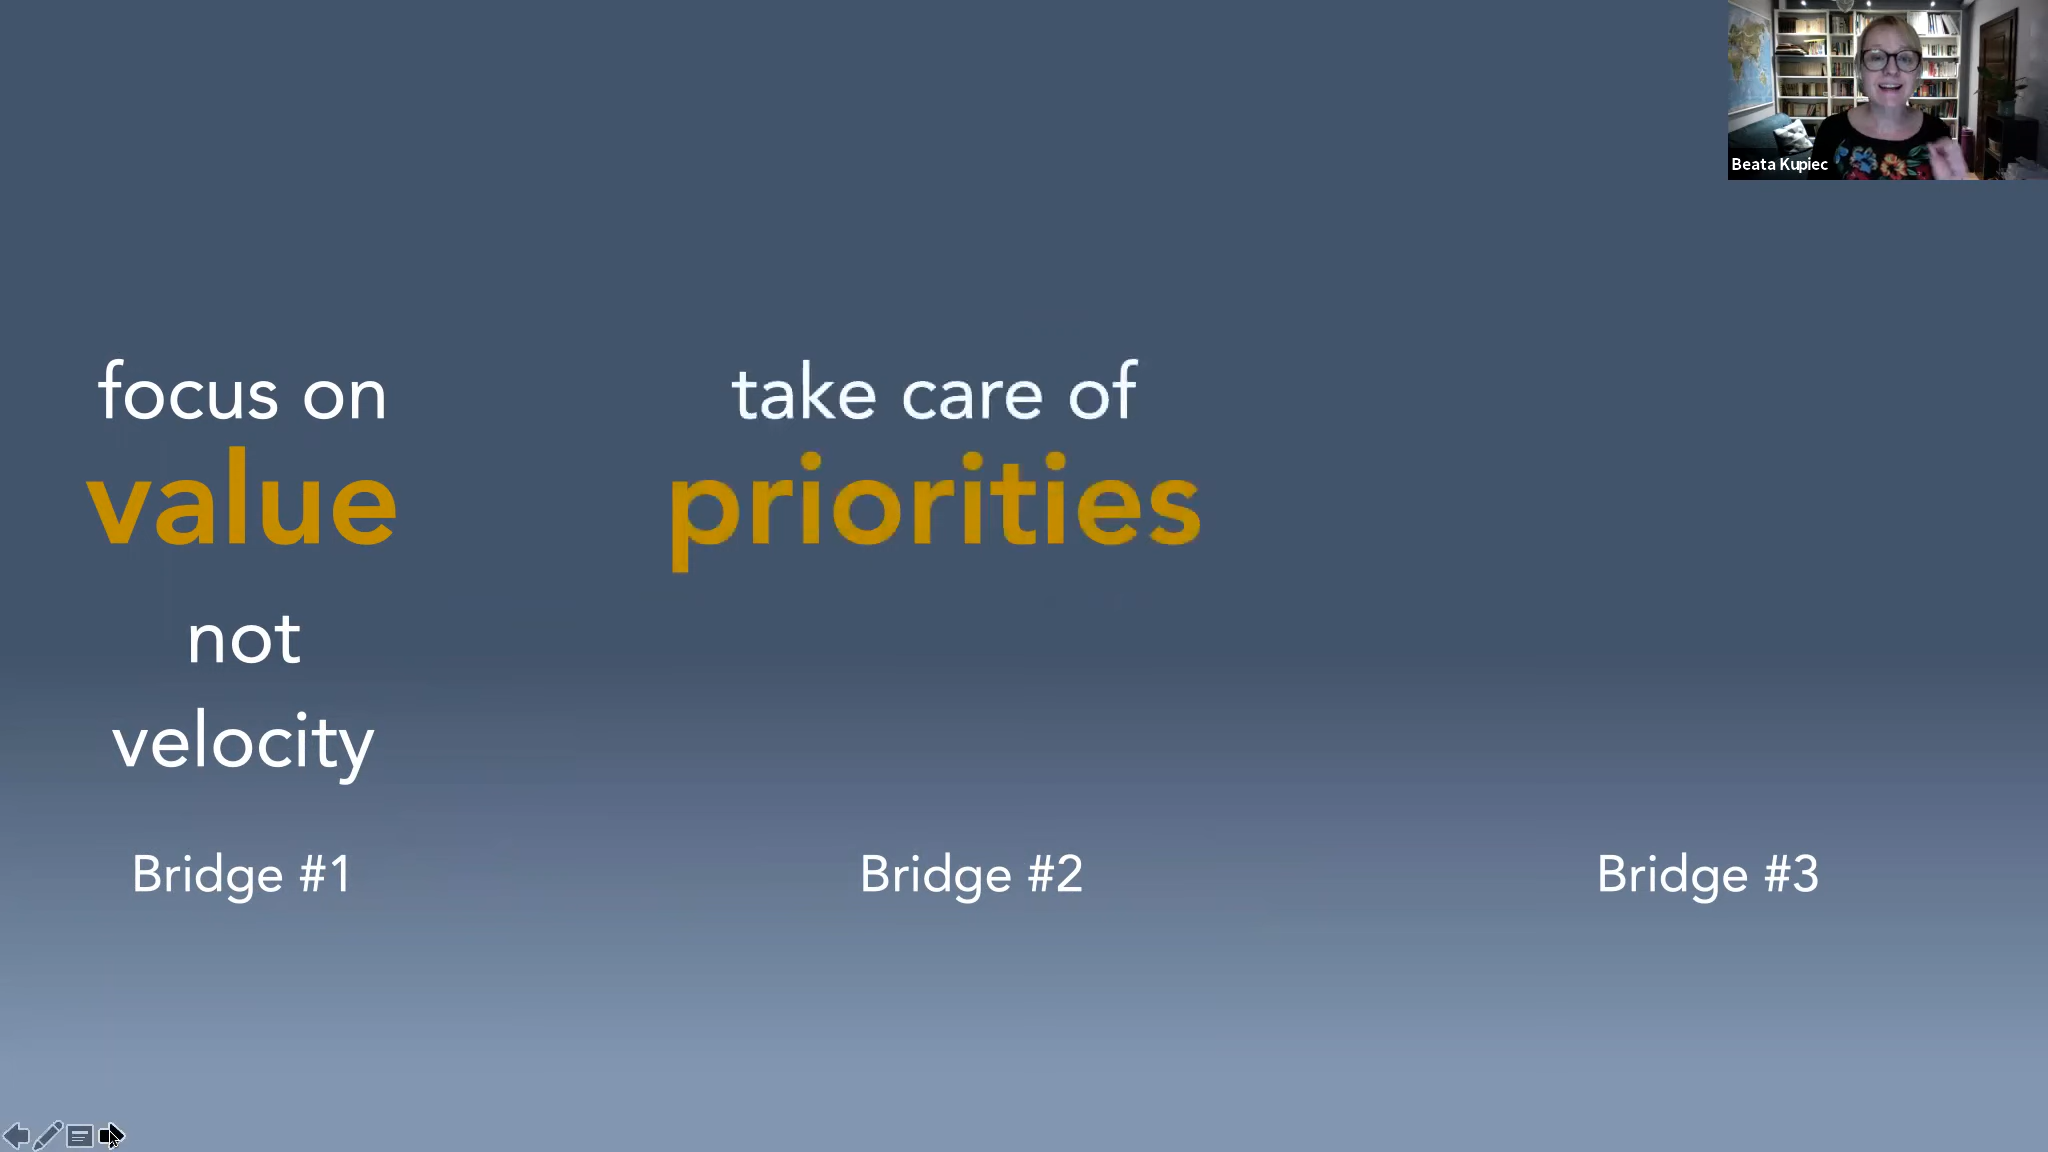 Beata Kupiec
focus on
value
not
velocity
take care of
priorities
Bridge #1
Bridge #2
Bridge #3